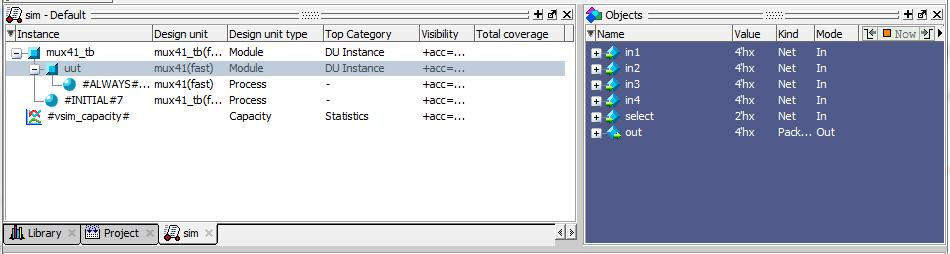 sim - Default
Instance Design unit Design unit type Top Category Visibility Total coverage
mux41_tb mux41_tb(f... Module DU Instance +acc=...
uut mux41(fast) Module DU Instance +acc=...
#ALWAYS#... mux41(fast) Process - +acc=...
#INITIAL#7 mux41_tb(f... Process - +acc=...
#vsim_capacity# Capacity Statistics +acc=...
Library Project sim
Objects
Name Value Kind Mode Now
in1 4'hx Net In
in2 4'hx Net In
in3 4'hx Net In
in4 4'hx Net In
select 2'hx Net In
out 4'hx Pack... Out